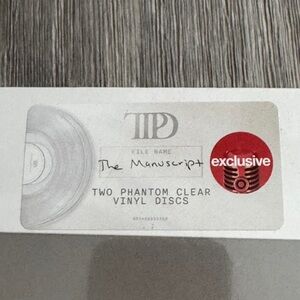 TTPD
FILE NAME
The Manuscript
exclusive
TWO PHANTOM CLEAR
VINYL DISCS